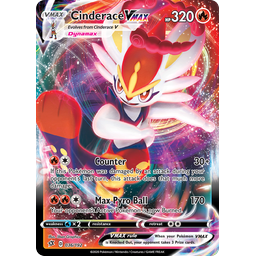 VMAX Cinderace VMAX HP 320
Evolves from Cinderace V
Dynamax
Counter 30+
If this Pokémon was damaged by an attack during your
opponent's last turn, this attack does that much more
damage.
Max Pyro Ball 170
Your opponent's Active Pokémon is now Burned.
weakness ×2 resistance retreat
VMAX rule
When your Pokémon VMAX
is Knocked Out, your opponent takes 3 Prize cards.